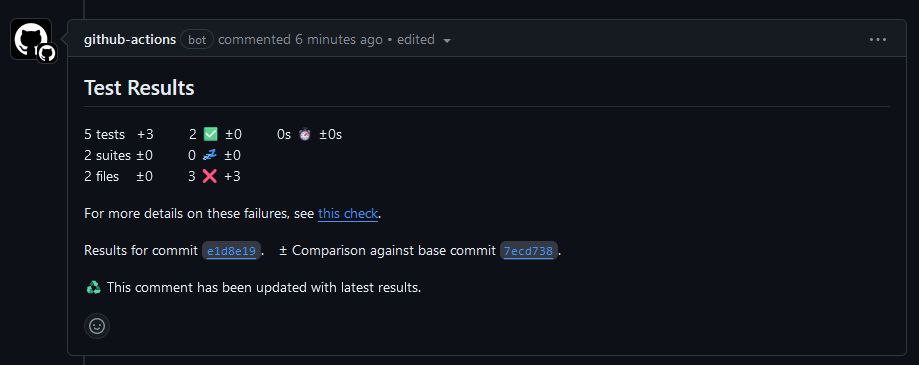 github-actions bot commented 6 minutes ago • edited
Test Results
5 tests +3 2 ✅ ±0 0s ⏱️ ±0s
2 suites ±0 0 💤 ±0
2 files ±0 3 ❌ +3
For more details on these failures, see this check.
Results for commit e1d8e19. ± Comparison against base commit 7ecd738.
♻️ This comment has been updated with latest results.